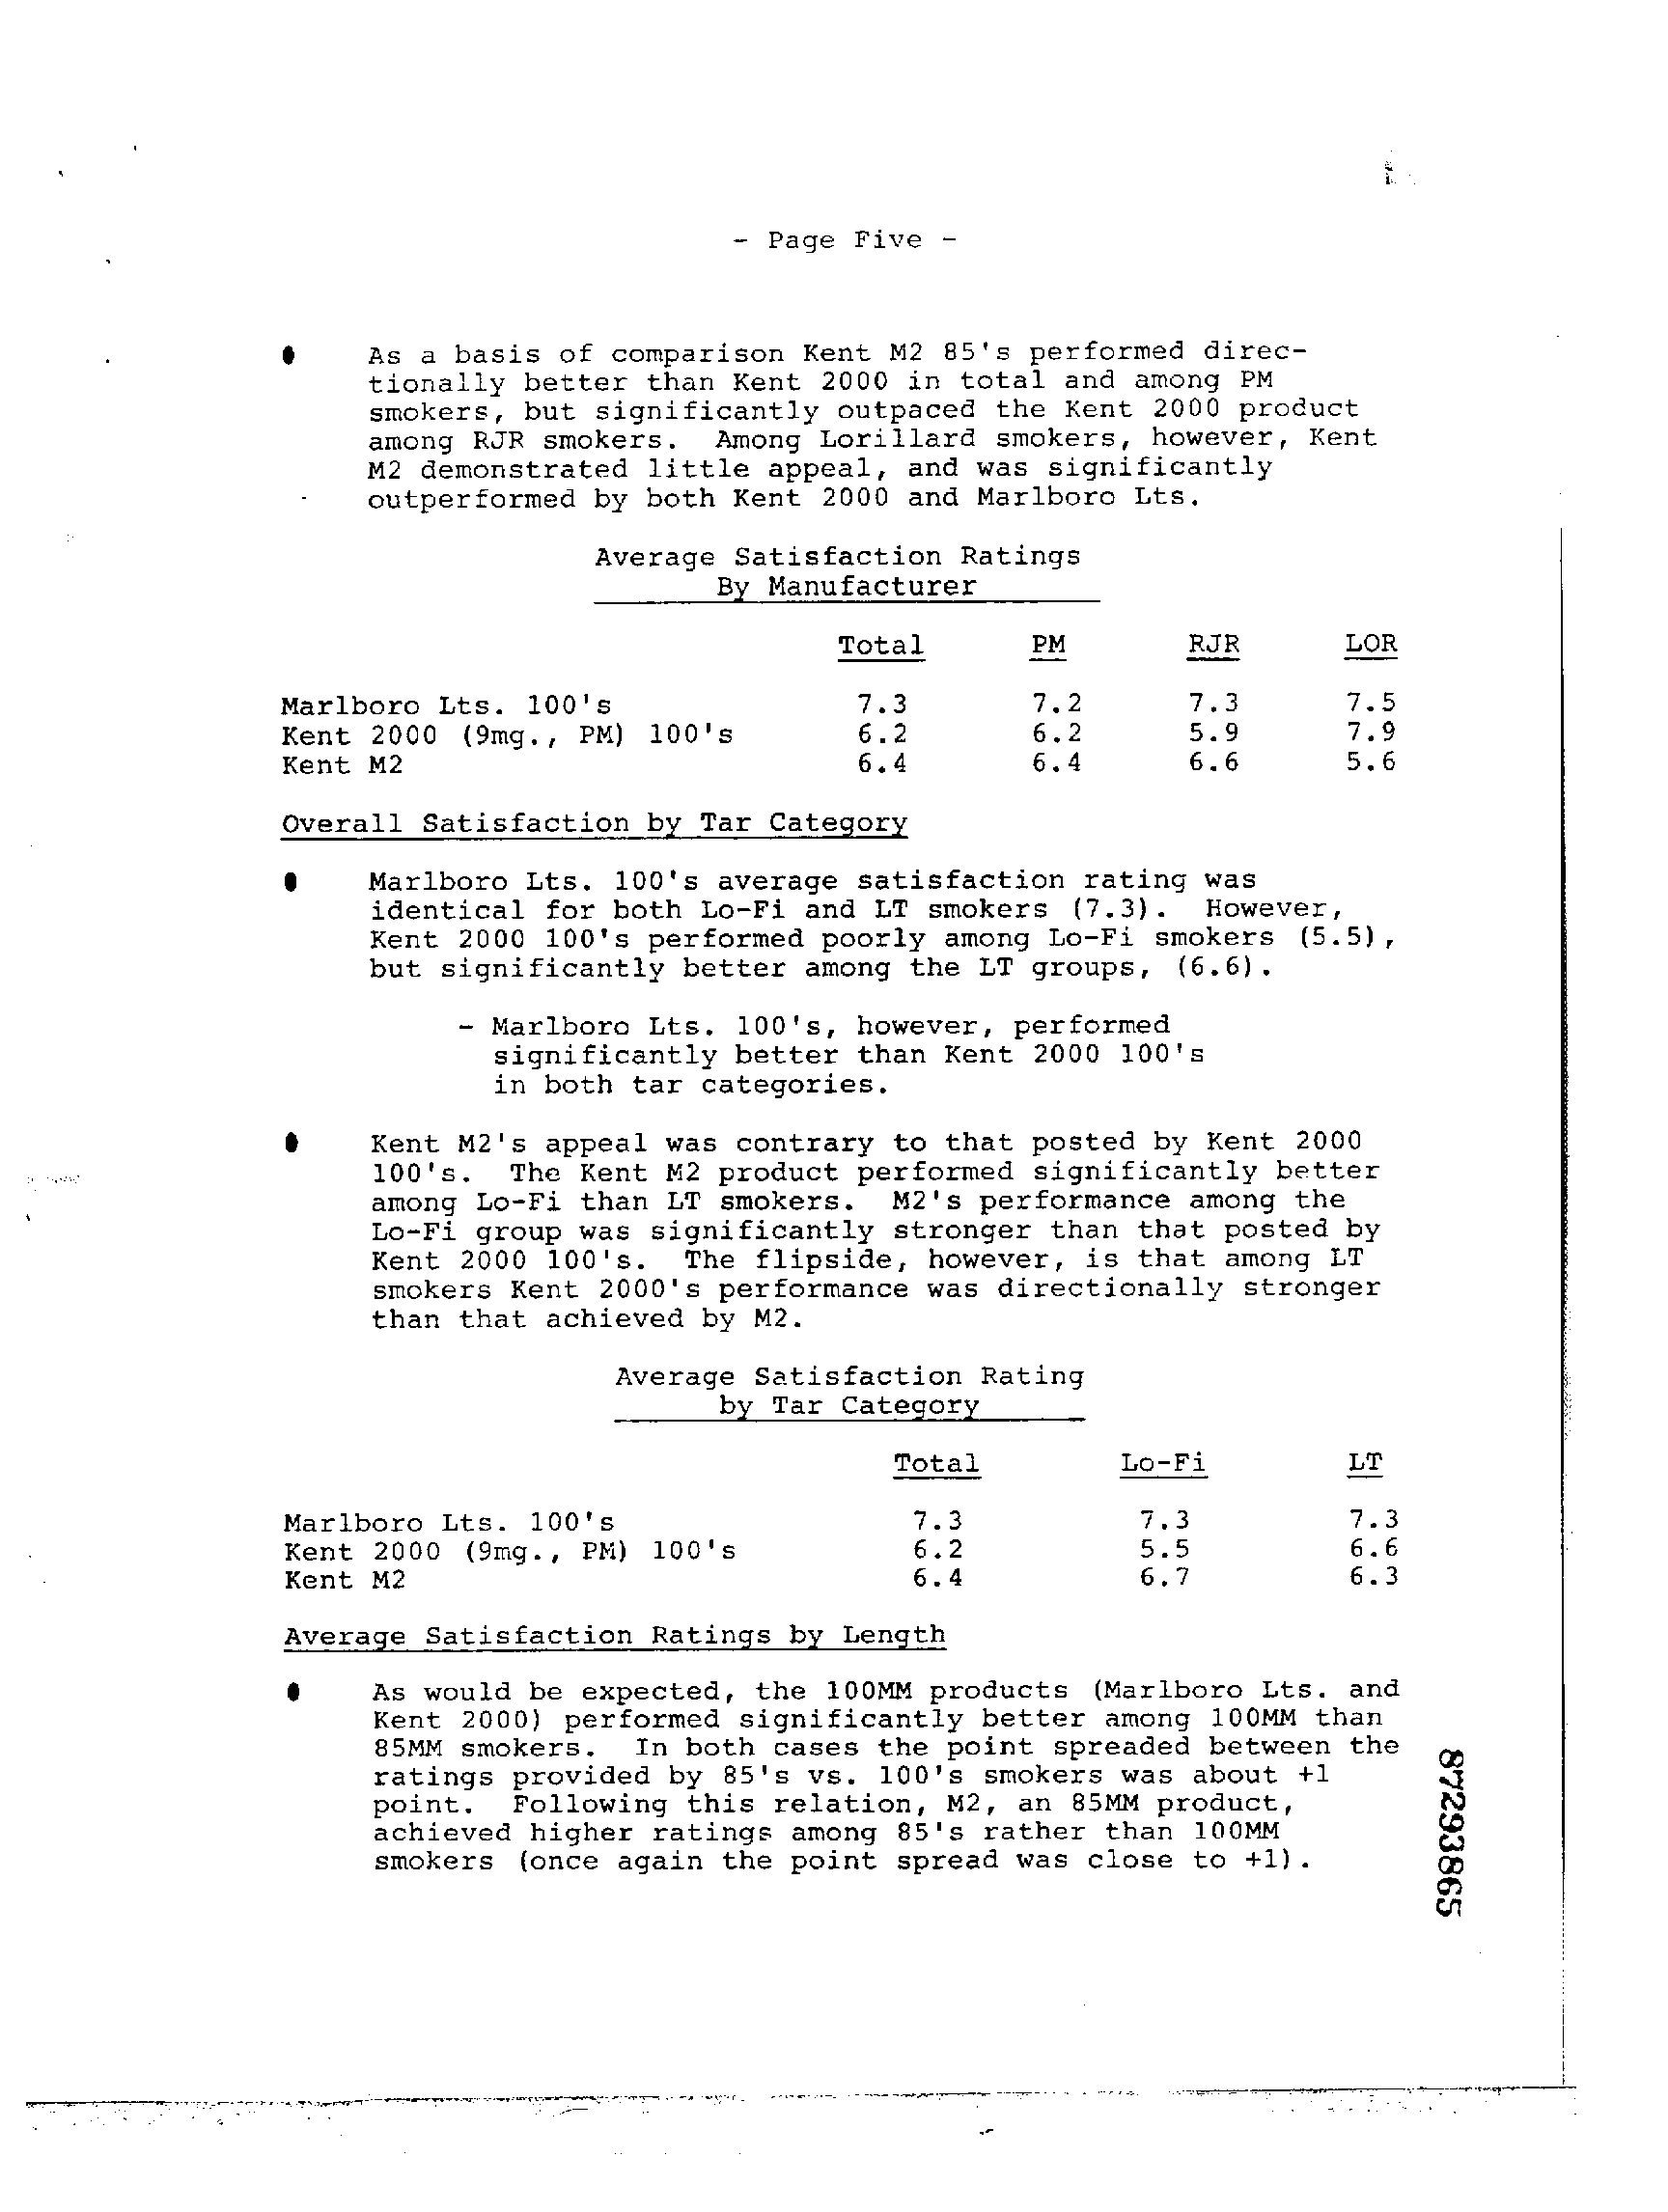 - Page Five -
● As a basis of comparison Kent M2 85's performed direc-
tionally better than Kent 2000 in total and among PM
smokers, but significantly outpaced the Kent 2000 product
among RJR smokers. Among Lorillard smokers, however, Kent
M2 demonstrated little appeal, and was significantly
outperformed by both Kent 2000 and Marlboro Lts.
Average Satisfaction Ratings
By Manufacturer
Total PM RJR LOR
Marlboro Lts. 100's 7.3 7.2 7.3 7.5
Kent 2000 (9mg., PM) 100's 6.2 6.2 5.9 7.9
Kent M2 6.4 6.4 6.6 5.6
Overall Satisfaction by Tar Category
● Marlboro Lts. 100's average satisfaction rating was
identical for both Lo-Fi and LT smokers (7.3). However,
Kent 2000 100's performed poorly among Lo-Fi smokers (5.5),
but significantly better among the LT groups, (6.6).
- Marlboro Lts. 100's, however, performed
significantly better than Kent 2000 100's
in both tar categories.
● Kent M2's appeal was contrary to that posted by Kent 2000
100's. The Kent M2 product performed significantly better
among Lo-Fi than LT smokers. M2's performance among the
Lo-Fi group was significantly stronger than that posted by
Kent 2000 100's. The flipside, however, is that among LT
smokers Kent 2000's performance was directionally stronger
than that achieved by M2.
Average Satisfaction Rating
by Tar Category
Total Lo-Fi LT
Marlboro Lts. 100's 7.3 7.3 7.3
Kent 2000 (9mg., PM) 100's 6.2 5.5 6.6
Kent M2 6.4 6.7 6.3
Average Satisfaction Ratings by Length
● As would be expected, the 100MM products (Marlboro Lts. and
Kent 2000) performed significantly better among 100MM than
85MM smokers. In both cases the point spreaded between the
ratings provided by 85's vs. 100's smokers was about +1
point. Following this relation, M2, an 85MM product,
achieved higher ratings among 85's rather than 100MM
smokers (once again the point spread was close to +1).
87293865